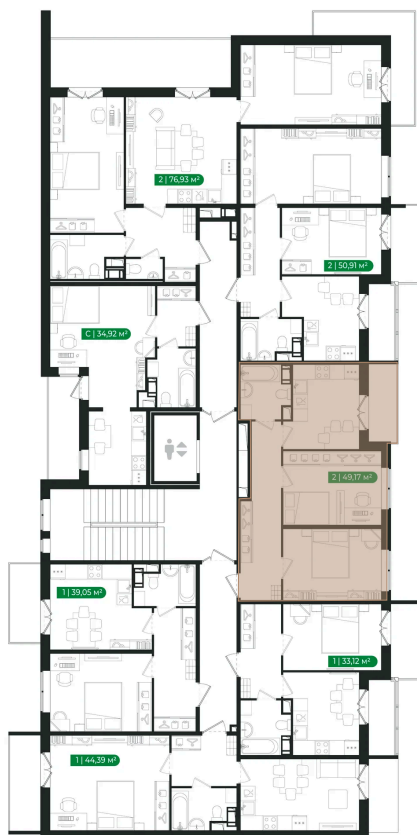 2 | 76,93 м²
2 | 50,91 м²
С | 34,92 м²
2 | 49,17 м²
1 | 39,05 м²
1 | 33,12 м²
1 | 44,39 м²